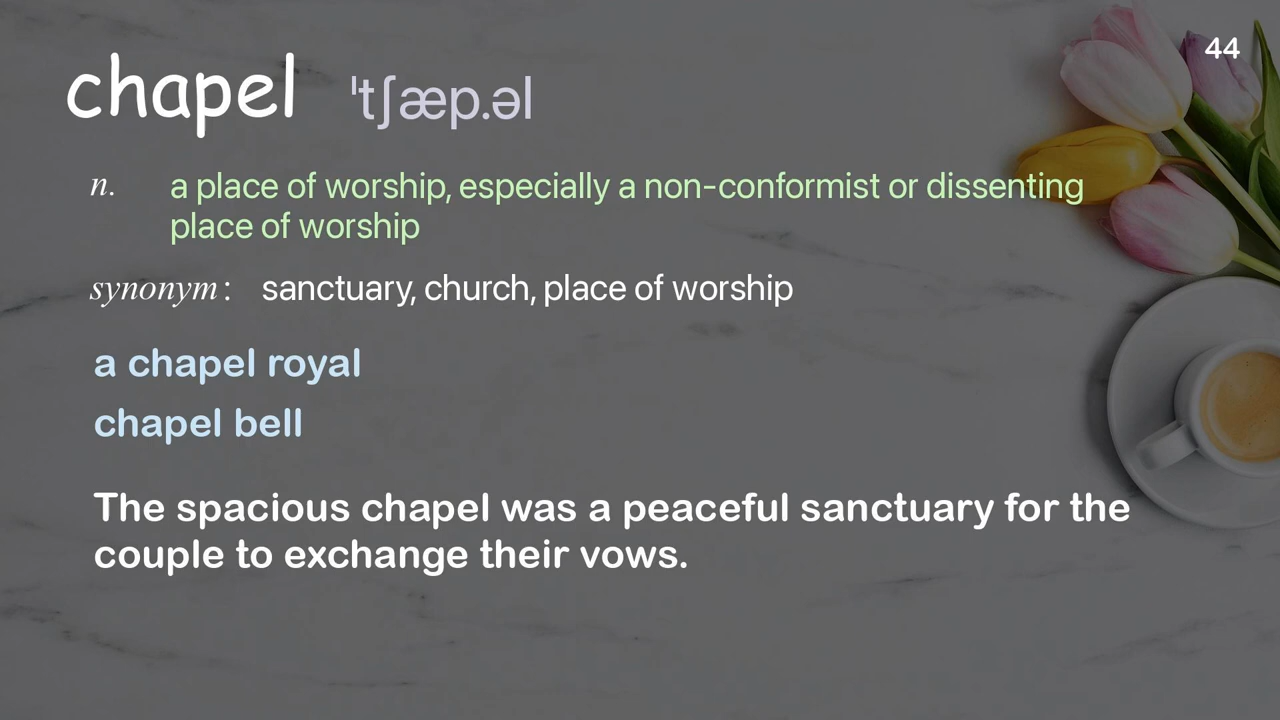 44
chapel ˈtʃæp.əl
n. a place of worship, especially a non-conformist or dissenting
place of worship
synonym: sanctuary, church, place of worship
a chapel royal
chapel bell
The spacious chapel was a peaceful sanctuary for the
couple to exchange their vows.